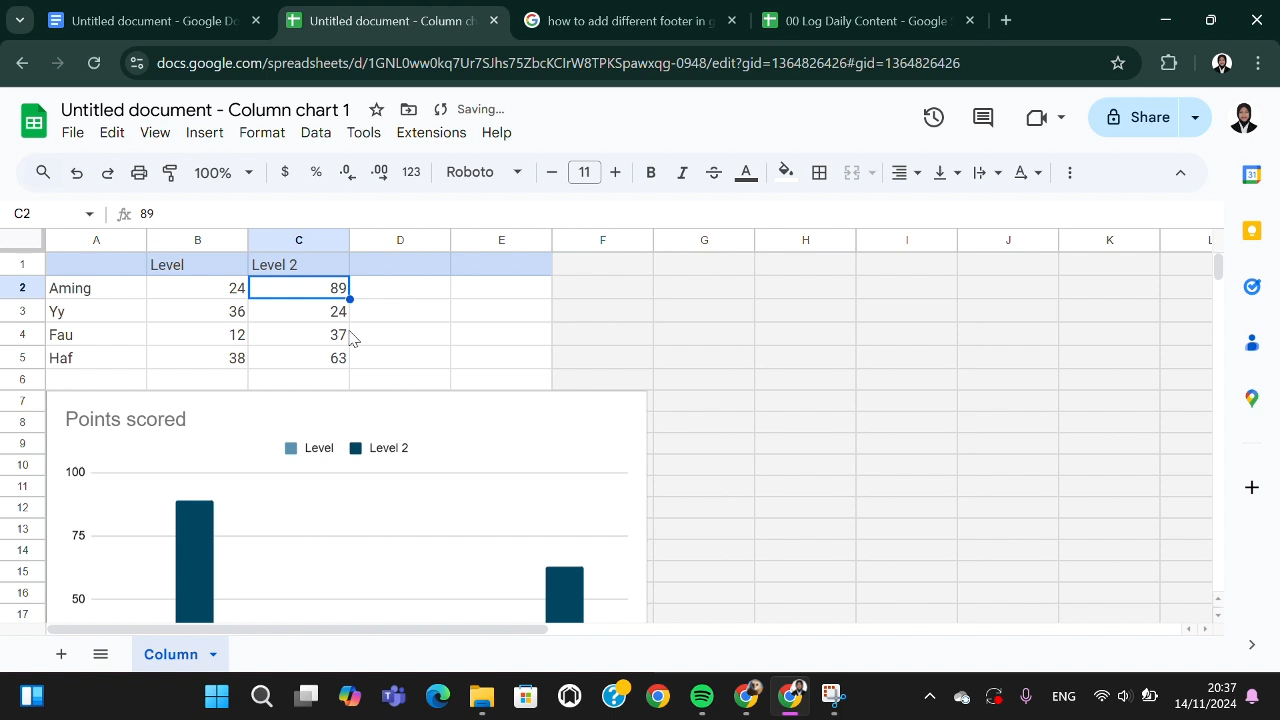 Untitled document - Google Do
Untitled document - Column ch
how to add different footer in g
00 Log Daily Content - Google
docs.google.com/spreadsheets/d/1GNL0ww0kq7Ur7SJhs75ZbcKCIrW8TPKSpawxqg-0948/edit?gid=1364826426#gid=1364826426
Untitled document - Column chart 1
Saving...
File Edit View Insert Format Data Tools Extensions Help
Share
100% $ % .0 .00 123 Roboto 11 B I S A
C2 fx 89
A B C D E F G H I J K L
1 Level Level 2
2 Aming 24 89
3 Yy 36 24
4 Fau 12 37
5 Haf 38 63
6
7
8 Points scored
9 Level Level 2
10 100
11
12
13 75
14
15
16 50
17
Column
31
ENG
20:37
14/11/2024